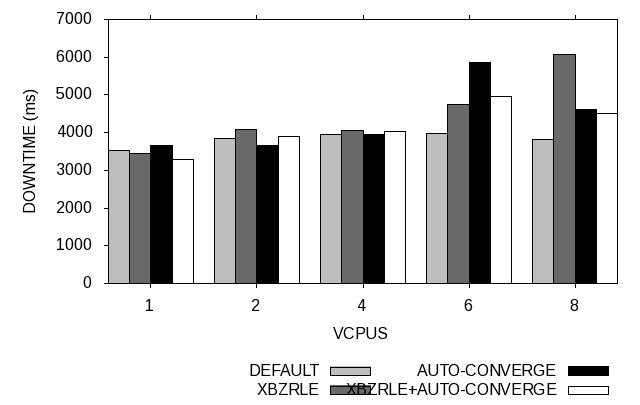 7000
6000
5000
4000
3000
2000
1000
0
DOWNTIME (ms)
1 2 4 6 8
VCPUS
DEFAULT AUTO-CONVERGE
XBZRLE XBZRLE+AUTO-CONVERGE